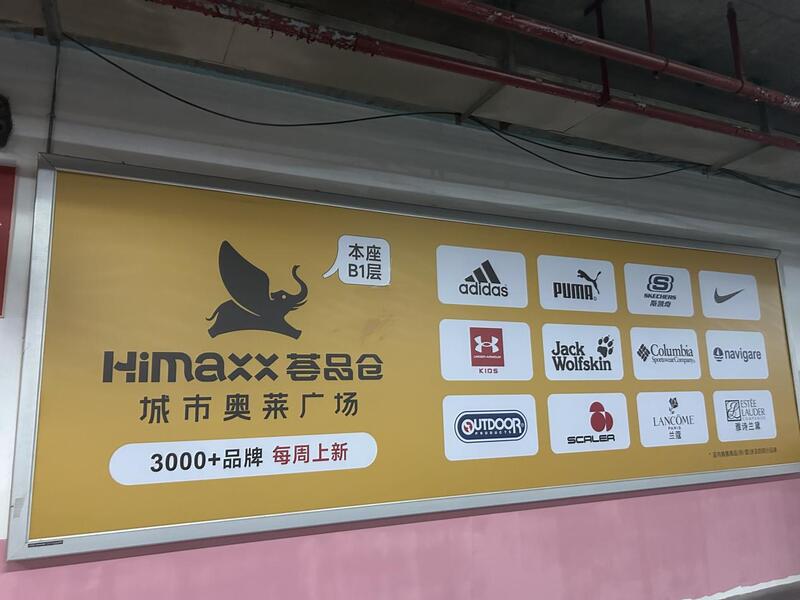 本座
B1层
Himaxx 荟品仓
城市奥莱广场
3000+品牌 每周上新
adidas
PUMA
SKECHERS
斯凯奇
UNDER ARMOUR
KIDS
Jack
Wolfskin
Columbia
Sportswear Company
navigare
OUTDOOR
PRODUCTS
SCALER
LANCÔME
PARIS
兰蔻
ESTĒE
LAUDER
COMPANIES
雅诗兰黛